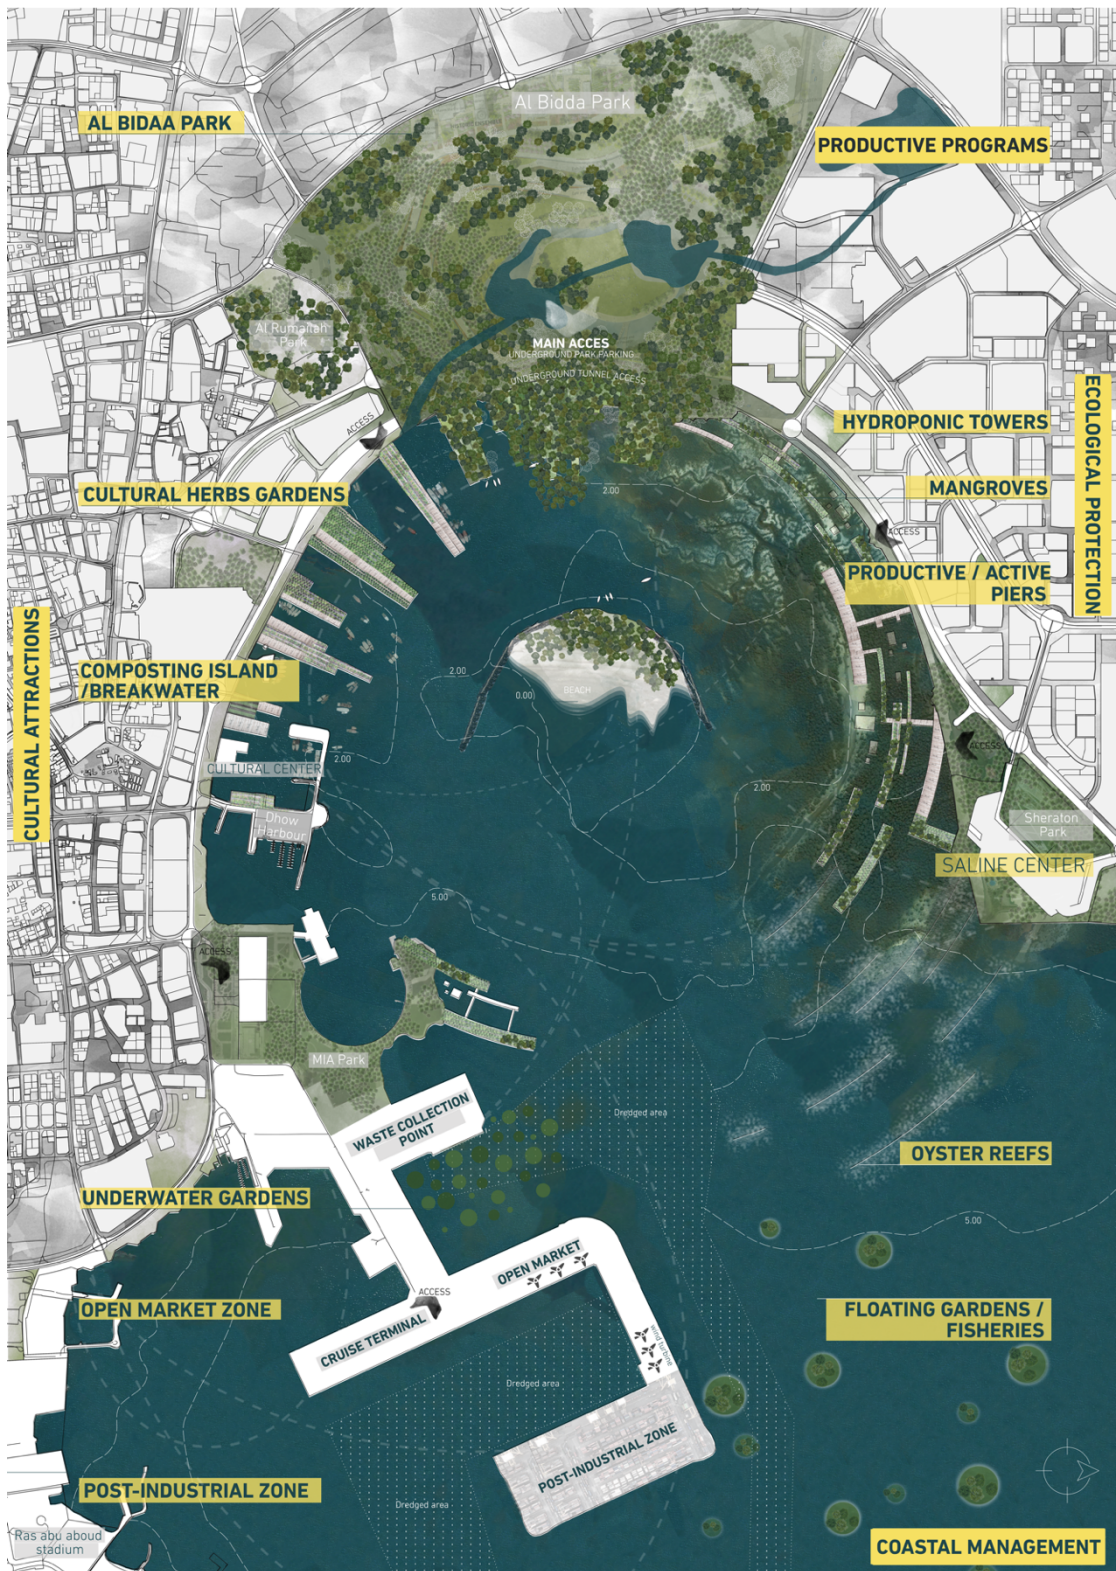 Al Bidda Park
AL BIDAA PARK
PRODUCTIVE PROGRAMS
Al Rumailah
Park
MAIN ACCES
UNDERGROUND PARK PARKING
UNDERGROUND TUNNEL ACCESS
ACCESS
HYDROPONIC TOWERS
ECOLOGICAL PROTECTION
CULTURAL HERBS GARDENS
2.00
MANGROVES
ACCESS
PRODUCTIVE / ACTIVE
PIERS
CULTURAL ATTRACTIONS
COMPOSTING ISLAND
/BREAKWATER
2.00
0.00
BEACH
ACCESS
CULTURAL CENTER
2.00
2.00
Dhow
Harbour
Sheraton
Park
SALINE CENTER
5.00
ACCESS
MIA Park
WASTE COLLECTION
POINT
Dredged area
OYSTER REEFS
UNDERWATER GARDENS
5.00
OPEN MARKET
ACCESS
OPEN MARKET ZONE
CRUISE TERMINAL
wind turbine
FLOATING GARDENS /
FISHERIES
Dredged area
POST-INDUSTRIAL ZONE
POST-INDUSTRIAL ZONE
Dredged area
Ras abu aboud
stadium
COASTAL MANAGEMENT